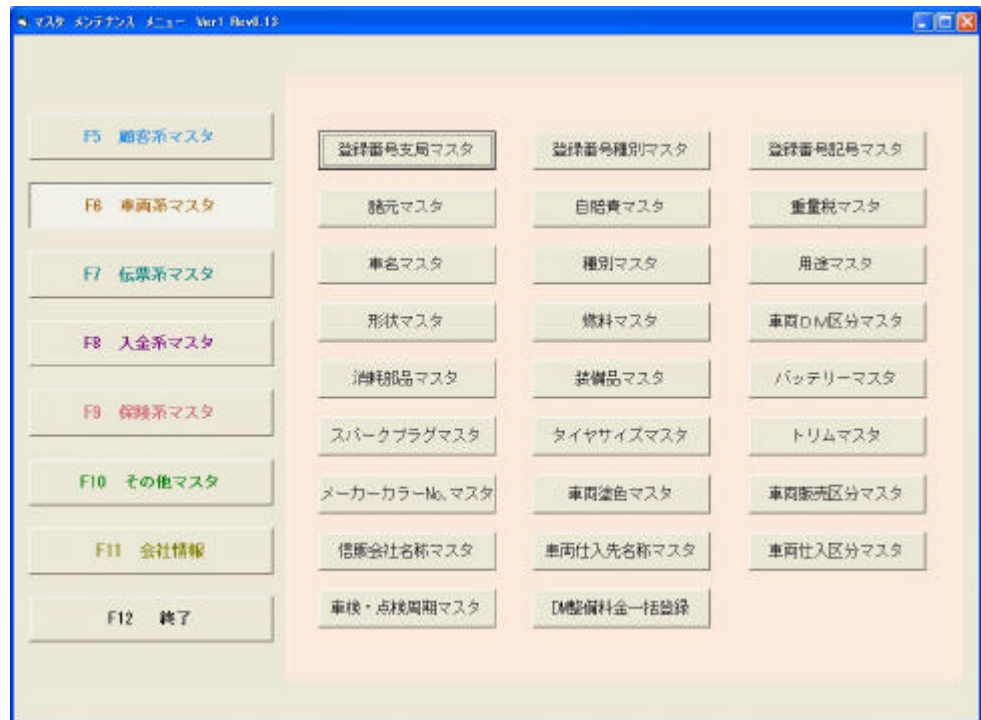 マスタ メンテナンス メニュー Ver1 Rev0.13
F5 顧客系マスタ
F6 車両系マスタ
F7 伝票系マスタ
F8 入金系マスタ
F9 保険系マスタ
F10 その他マスタ
F11 会社情報
F12 終了
登録番号支局マスタ 登録番号種別マスタ 登録番号記号マスタ
諸元マスタ 自賠責マスタ 重量税マスタ
車名マスタ 種別マスタ 用途マスタ
形状マスタ 燃料マスタ 車両DM区分マスタ
消耗部品マスタ 装備品マスタ バッテリーマスタ
スパークプラグマスタ タイヤサイズマスタ トリムマスタ
メーカーカラーNo.マスタ 車両塗色マスタ 車両販売区分マスタ
信販会社名称マスタ 車両仕入先名称マスタ 車両仕入区分マスタ
車検・点検周期マスタ DM整備料金一括登録